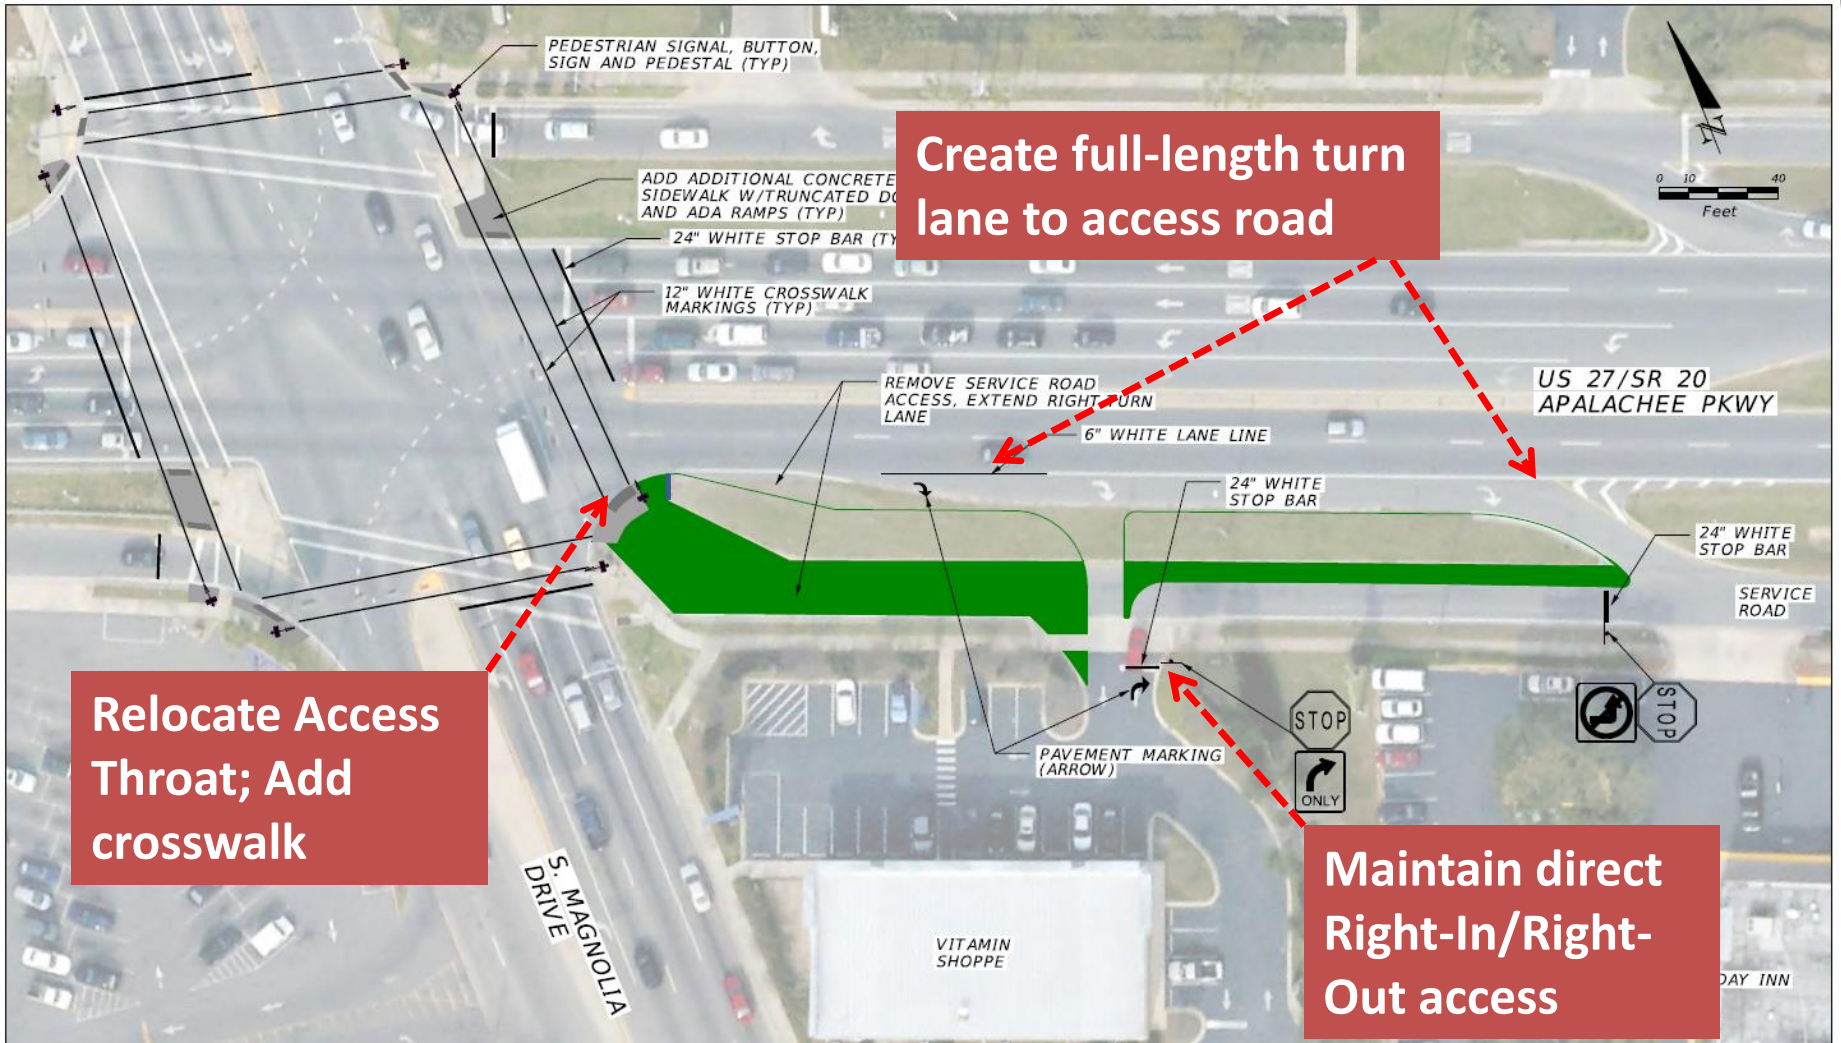 PEDESTRIAN SIGNAL, BUTTON,
SIGN AND PEDESTAL (TYP)
Create full-length turn
lane to access road
N
0 10 40
Feet
ADD ADDITIONAL CONCRETE
SIDEWALK W/TRUNCATED DO
AND ADA RAMPS (TYP)
24" WHITE STOP BAR (TY
12" WHITE CROSSWALK
MARKINGS (TYP)
REMOVE SERVICE ROAD
ACCESS, EXTEND RIGHT TURN
LANE
US 27/SR 20
APALACHEE PKWY
6" WHITE LANE LINE
24" WHITE
STOP BAR
24" WHITE
STOP BAR
SERVICE
ROAD
Relocate Access
Throat; Add
crosswalk
STOP
STOP
ONLY
PAVEMENT MARKING
(ARROW)
Maintain direct
Right-In/Right-
Out access
S. MAGNOLIA
DRIVE
VITAMIN
SHOPPE
DAY INN